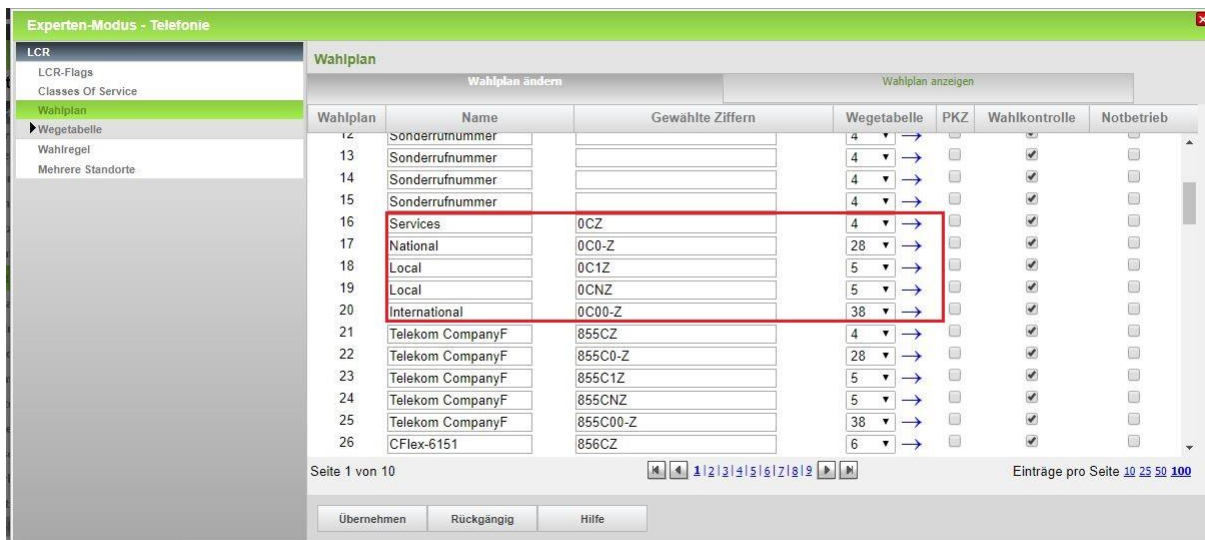 Experten-Modus - Telefonie
LCR
LCR-Flags
Classes Of Service
Wahlplan
Wegetabelle
Wahlregel
Mehrere Standorte
Wahlplan
Wahlplan ändern Wahlplan anzeigen
Wahlplan Name Gewählte Ziffern Wegetabelle PKZ Wahlkontrolle Notbetrieb
12 Sonderrufnummer 4
13 Sonderrufnummer 4
14 Sonderrufnummer 4
15 Sonderrufnummer 4
16 Services 0CZ 4
17 National 0C0-Z 28
18 Local 0C1Z 5
19 Local 0CNZ 5
20 International 0C00-Z 38
21 Telekom CompanyF 855CZ 4
22 Telekom CompanyF 855C0-Z 28
23 Telekom CompanyF 855C1Z 5
24 Telekom CompanyF 855CNZ 5
25 Telekom CompanyF 855C00-Z 38
26 CFlex-6151 856CZ 6
Seite 1 von 10 1|2|3|4|5|6|7|8|9 Einträge pro Seite 10 25 50 100
Übernehmen Rückgängig Hilfe